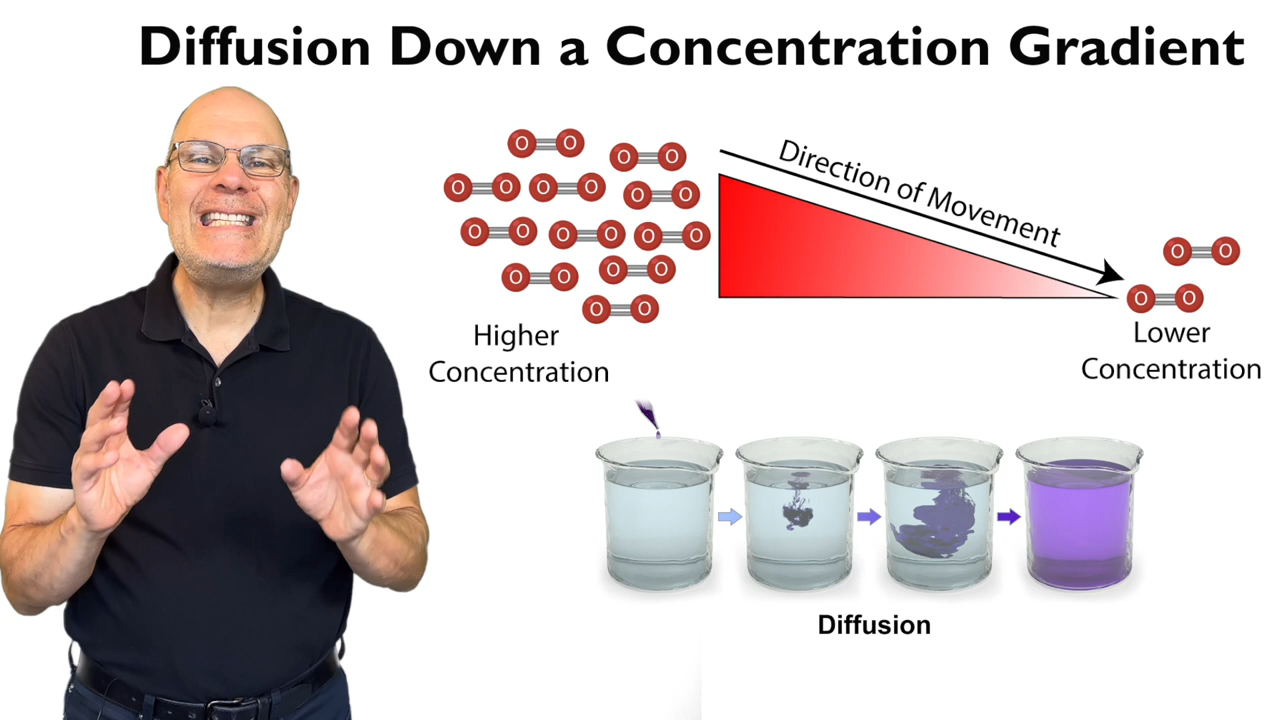 Diffusion Down a Concentration Gradient
O O O O
O O O O O O
O O O O O O
O O O O
O O
Higher
Concentration
Direction of Movement
O O
O O
Lower
Concentration
Diffusion